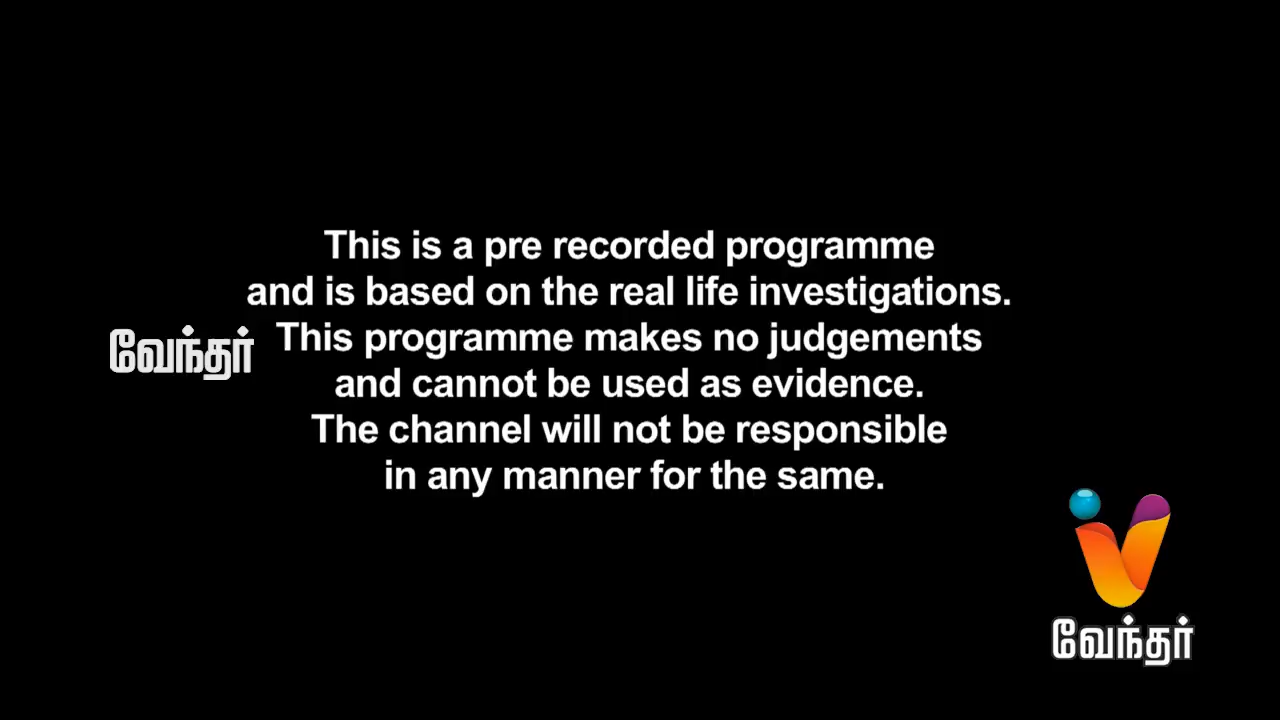 This is a pre recorded programme
and is based on the real life investigations.
வேந்தர்
This programme makes no judgements
and cannot be used as evidence.
The channel will not be responsible
in any manner for the same.
வேந்தர்